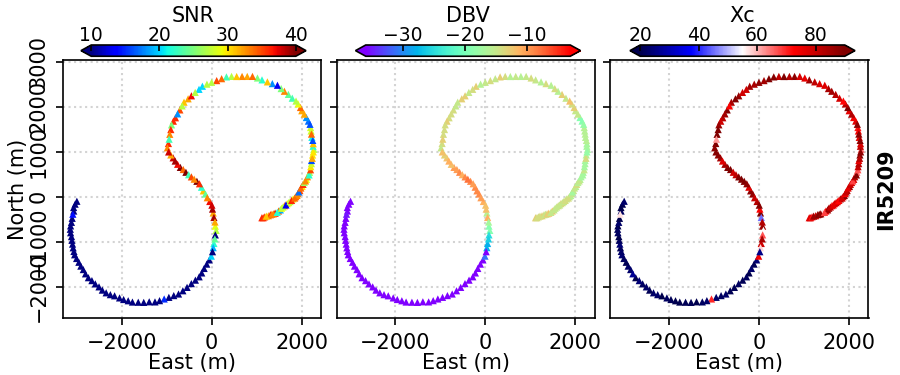 SNR DBV Xc
10 20 30 40 −30 −20 −10 20 40 60 80
North (m)
3000
2000
1000
0
−1000
−2000
IR5209
−2000 0 2000 −2000 0 2000 −2000 0 2000
East (m) East (m) East (m)